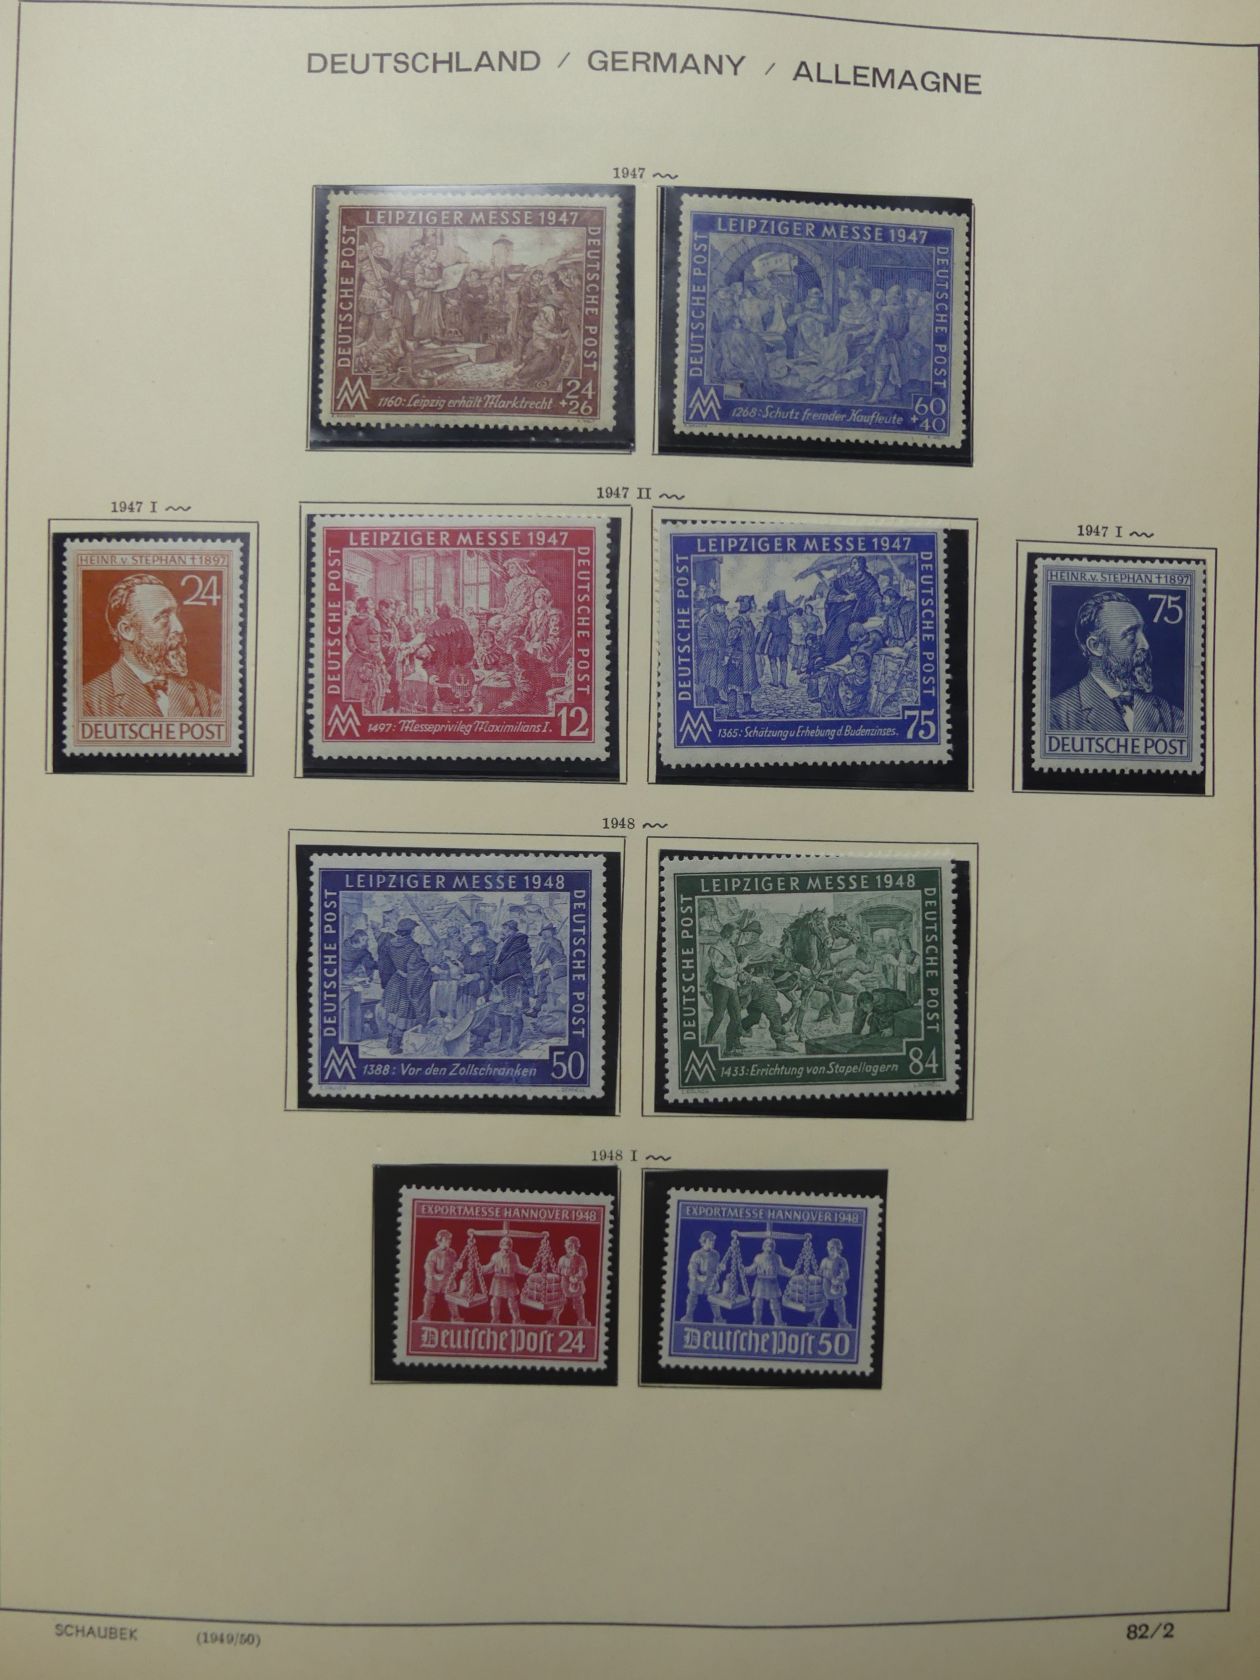 DEUTSCHLAND / GERMANY / ALLEMAGNE
1947
LEIPZIGER MESSE 1947
DEUTSCHE POST
DEUTSCHE POST
1160: Leipzig erhält Marktrecht
24
+26
LEIPZIGER MESSE 1947
DEUTSCHE POST
DEUTSCHE POST
1268: Schutz fremder Kaufleute
60
+40
1947 I
HEINR. v. STEPHAN † 1897
24
DEUTSCHE POST
1947 II
LEIPZIGER MESSE 1947
DEUTSCHE POST
DEUTSCHE POST
1497: Messeprivileg Maximilians I.
12
LEIPZIGER MESSE 1947
DEUTSCHE POST
DEUTSCHE POST
1365: Schätzung u Erhebung d. Budenzinses.
75
1947 I
HEINR. v. STEPHAN † 1897
75
DEUTSCHE POST
1948
LEIPZIGER MESSE 1948
DEUTSCHE POST
DEUTSCHE POST
1388: Vor den Zollschranken
50
LEIPZIGER MESSE 1948
DEUTSCHE POST
DEUTSCHE POST
1433: Errichtung von Stapellagern
84
1948 I
EXPORTMESSE HANNOVER 1948
Deutsche Post 24
EXPORTMESSE HANNOVER 1948
Deutsche Post 50
SCHAUBEK (1949/50) 82/2